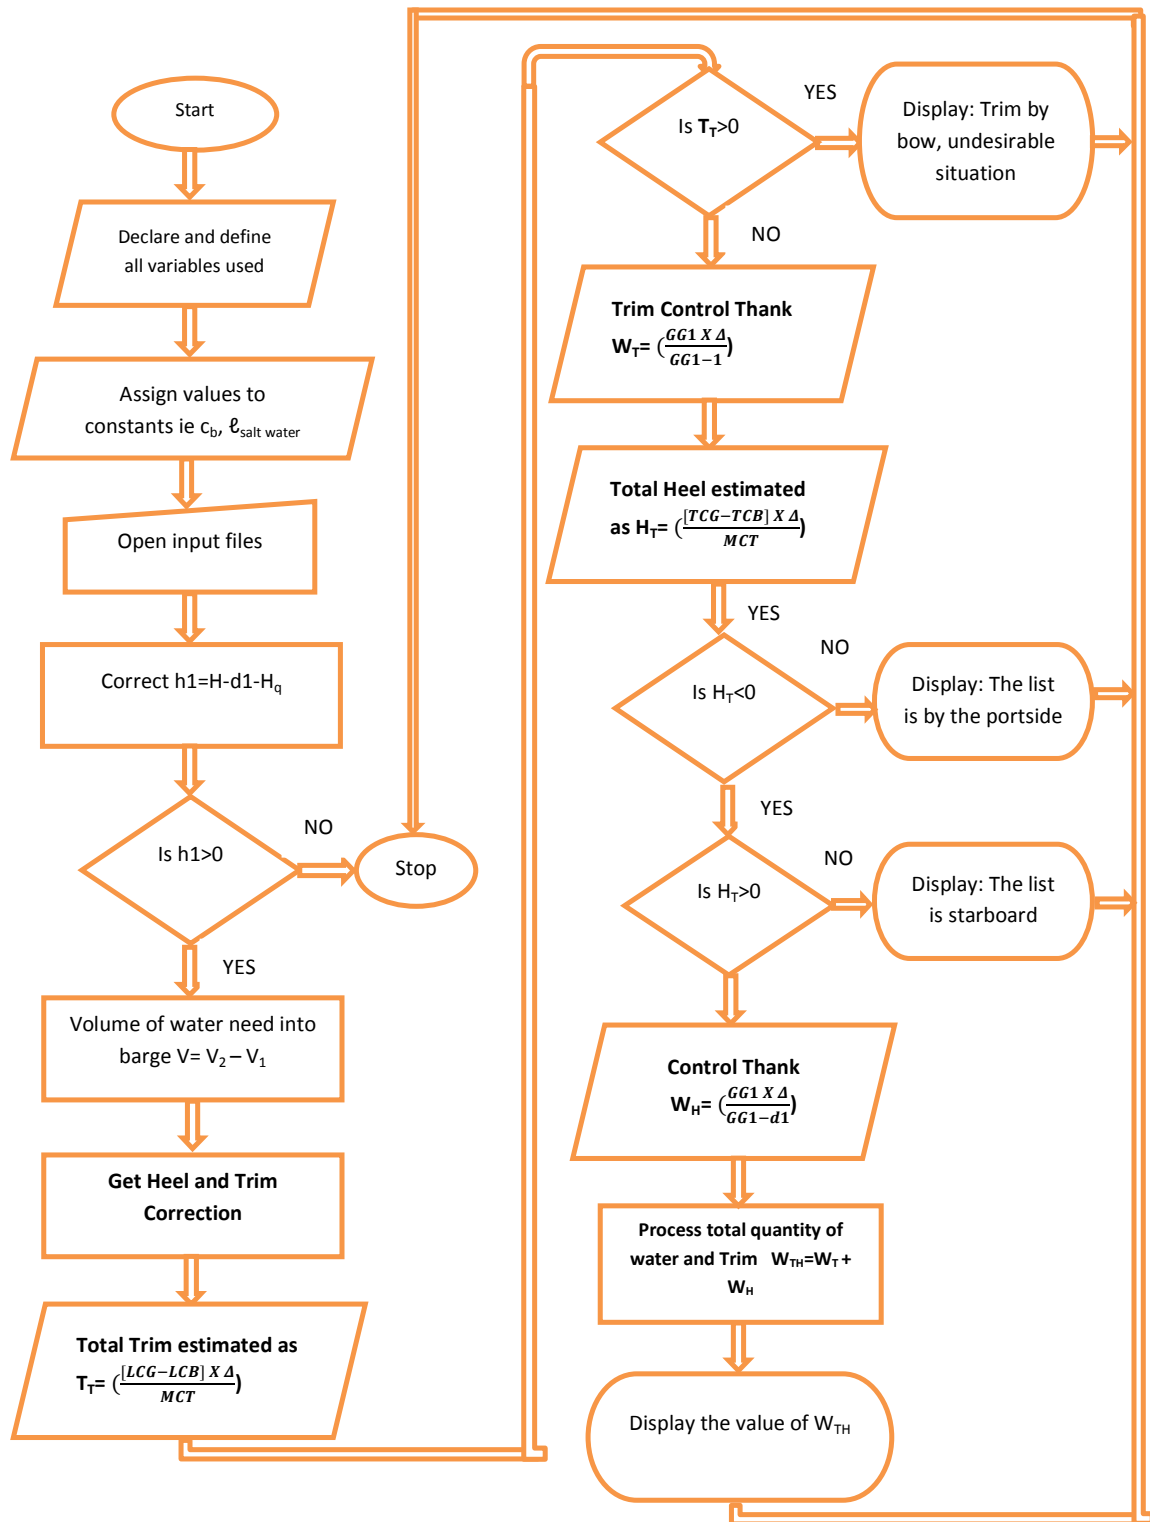 Start
Declare and define
all variables used
Assign values to
constants ie c_b, ℓ_salt water
Open input files
Correct h1=H-d1-H_q
Is h1>0
NO
Stop
YES
Volume of water need into
barge V= V_2 – V_1
Get Heel and Trim
Correction
Total Trim estimated as
T_T= ([LCG−LCB] X Δ / MCT)
Is T_T>0
YES
Display: Trim by
bow, undesirable
situation
NO
Trim Control Thank
W_T= (GG1 X Δ / GG1−1)
Total Heel estimated
as H_T= ([TCG−TCB] X Δ / MCT)
YES
Is H_T<0
NO
Display: The list
is by the portside
YES
Is H_T>0
NO
Display: The list
is starboard
Control Thank
W_H= (GG1 X Δ / GG1−d1)
Process total quantity of
water and Trim W_TH=W_T +
W_H
Display the value of W_TH